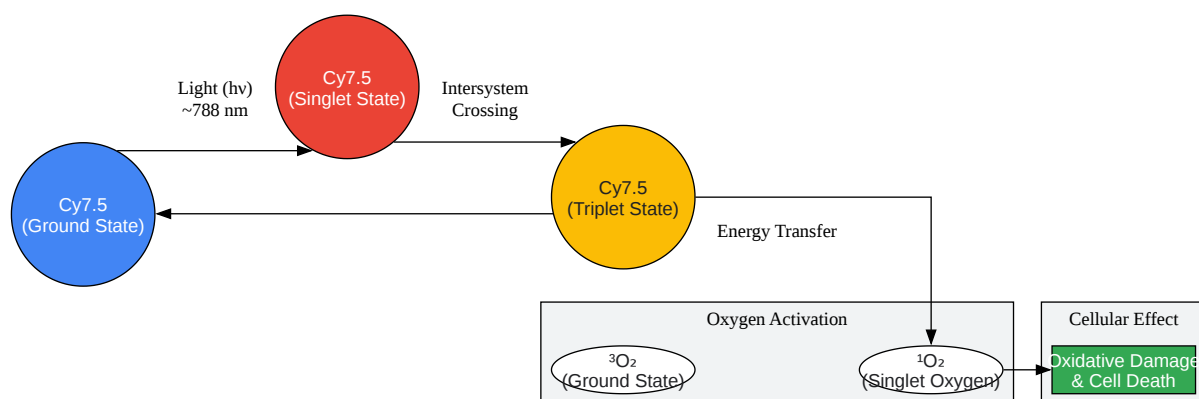 Light (hν)
~788 nm
Cy7.5
(Singlet State)
Intersystem
Crossing
Cy7.5
(Ground State)
Cy7.5
(Triplet State)
Energy Transfer
Oxygen Activation
³O₂
(Ground State)
¹O₂
(Singlet Oxygen)
Cellular Effect
Oxidative Damage
& Cell Death